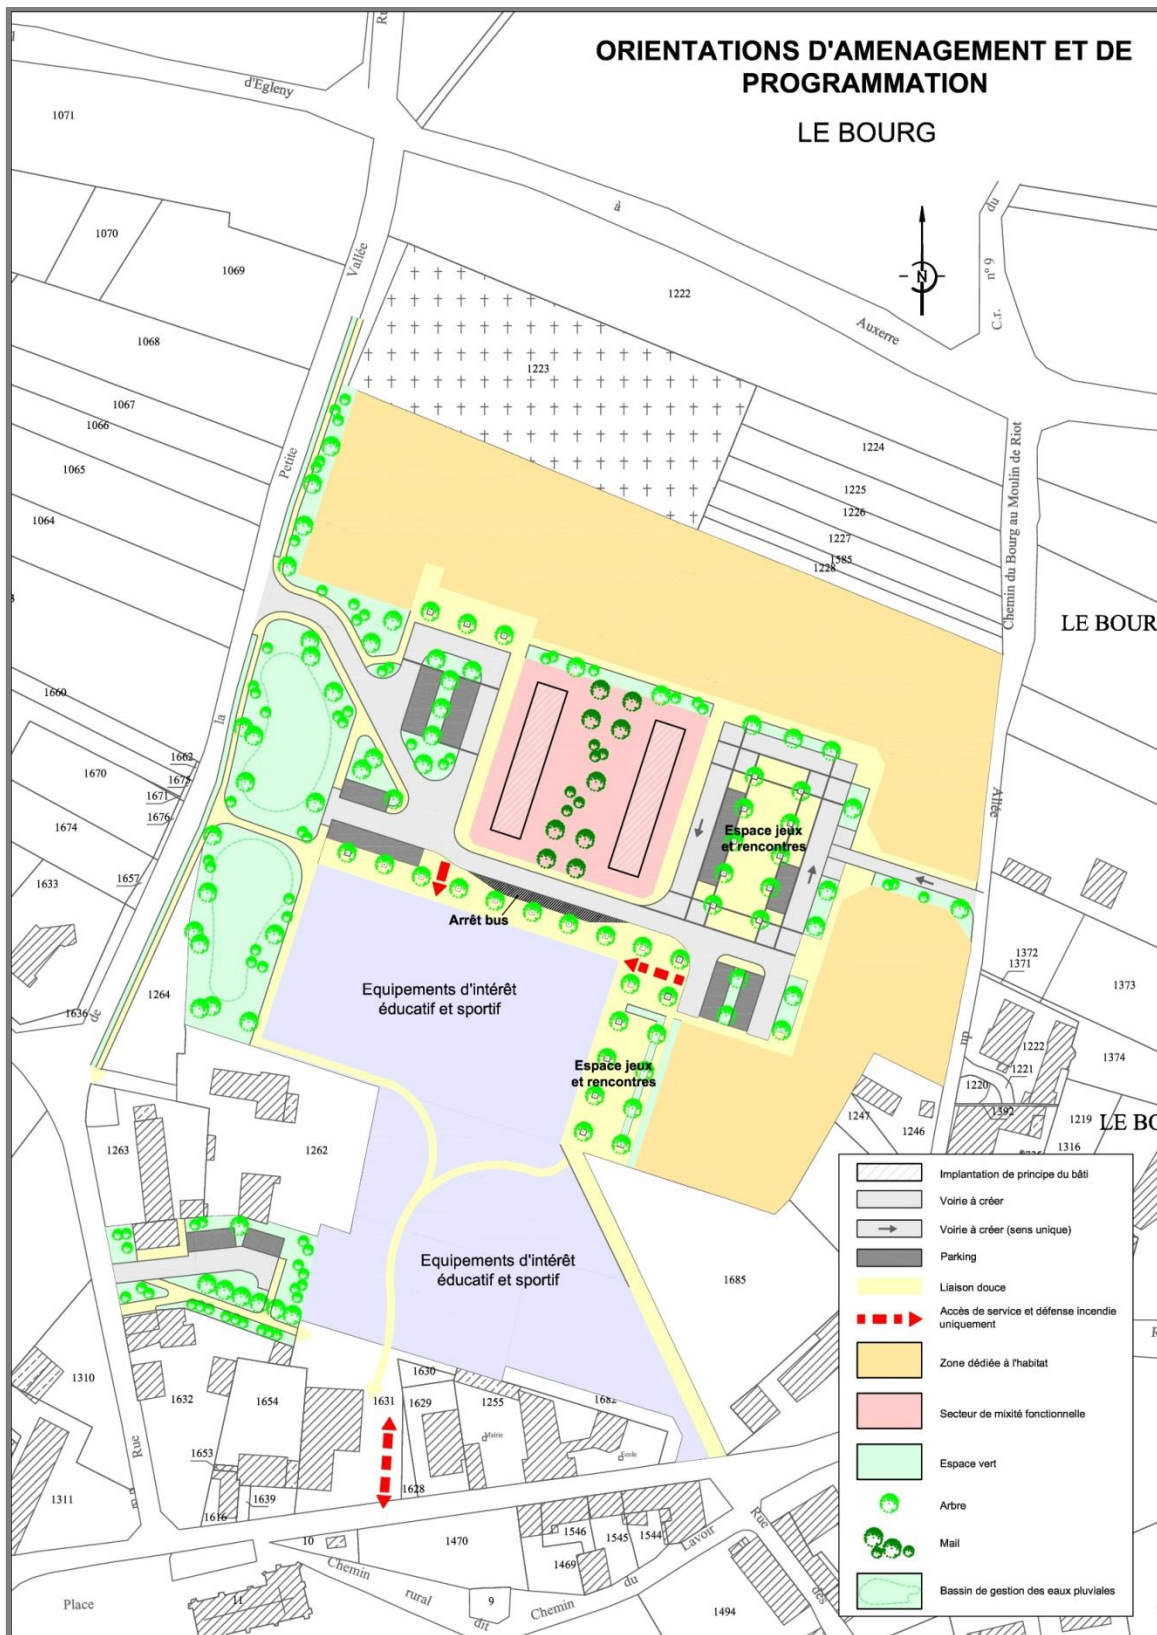 ORIENTATIONS D'AMENAGEMENT ET DE
PROGRAMMATION
LE BOURG
d'Egleny
1071
à
du
1070
1069
Vallée
N
C.r. n° 9
1222
Auxerre
1068
1223
1067
1066
1224
Petite
1065
1225
1226
1227
1585
1228
1064
Chemin du Bourg au Moulin de Riot
LE BOUR
1660
la
1662
1670
1675
1671
1676
Allée
1674
Espace jeux
et rencontres
1657
1633
Arrêt bus
1372
1371
1373
Equipements d'intérêt
éducatif et sportif
1264
1636
de
du
1222
1374
Espace jeux
et rencontres
1221
1220
1247
1392
1246
1219
LE BO
1316
1263
1262
Implantation de principe du bâti
Voirie à créer
Voirie à créer (sens unique)
Parking
Equipements d'intérêt
éducatif et sportif
1685
Liaison douce
Accès de service et défense incendie
uniquement
Zone dédiée à l'habitat
1310
1630
1632
1654
1631
1629
1255
1682
Secteur de mixité fonctionnelle
Mairie
Rue
1653
Ecole
Espace vert
1628
1639
1311
1616
Arbre
10
1470
1546
1545
1544
Lavoir
Rue
Mail
1469
Chemin
du
des
rural
Chemin
Bassin de gestion des eaux pluviales
Place
11
9
dit
1494